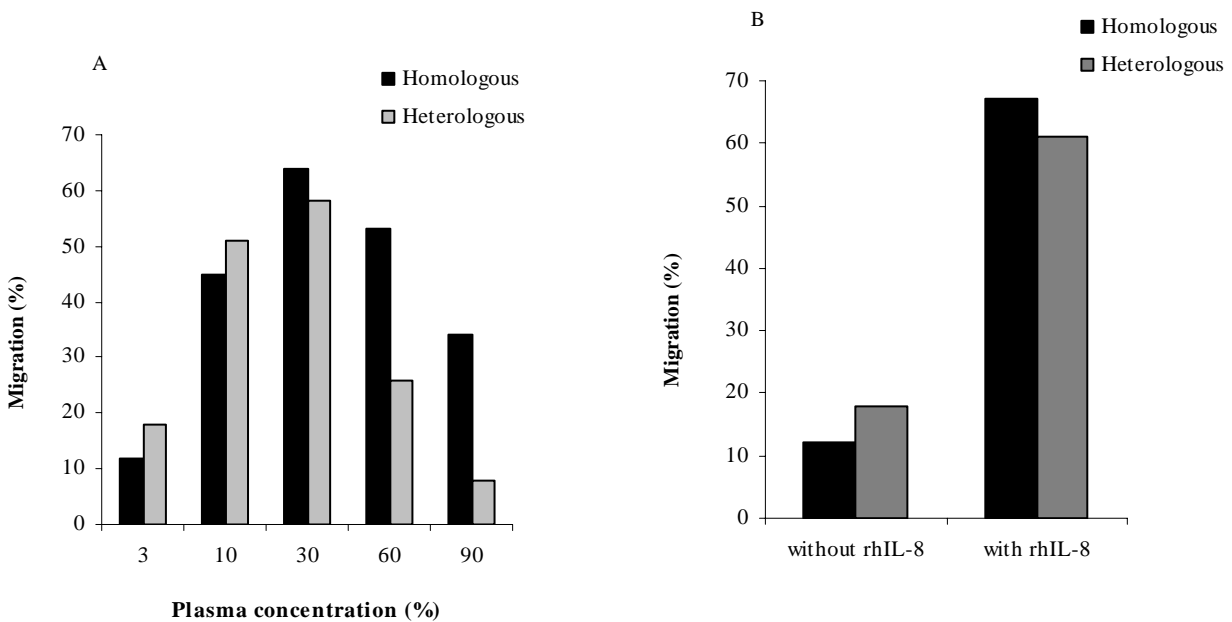 A
Homologous
Heterologous
70
60
50
40
30
20
10
0
Migration (%)
3 10 30 60 90
Plasma concentration (%)
B
Homologous
Heterologous
70
60
50
40
30
20
10
0
Migration (%)
without rhIL-8 with rhIL-8